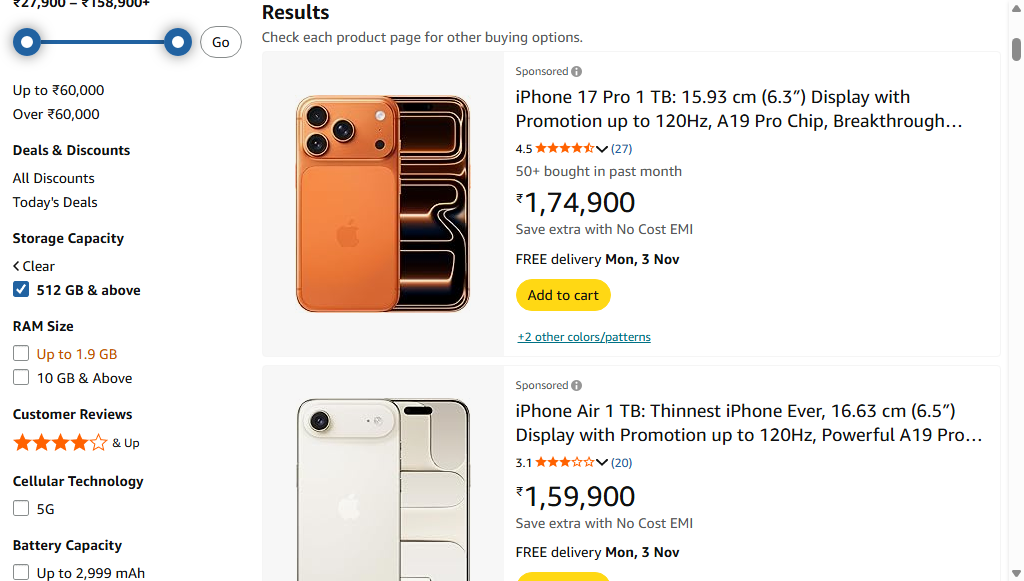 ₹27,900 – ₹158,900+
Go
Up to ₹60,000
Over ₹60,000
Deals & Discounts
All Discounts
Today's Deals
Storage Capacity
Clear
512 GB & above
RAM Size
Up to 1.9 GB
10 GB & Above
Customer Reviews
& Up
Cellular Technology
5G
Battery Capacity
Up to 2,999 mAh
Results
Check each product page for other buying options.
Sponsored
iPhone 17 Pro 1 TB: 15.93 cm (6.3″) Display with
Promotion up to 120Hz, A19 Pro Chip, Breakthrough…
4.5 (27)
50+ bought in past month
₹1,74,900
Save extra with No Cost EMI
FREE delivery Mon, 3 Nov
Add to cart
+2 other colors/patterns
Sponsored
iPhone Air 1 TB: Thinnest iPhone Ever, 16.63 cm (6.5″)
Display with Promotion up to 120Hz, Powerful A19 Pro…
3.1 (20)
₹1,59,900
Save extra with No Cost EMI
FREE delivery Mon, 3 Nov